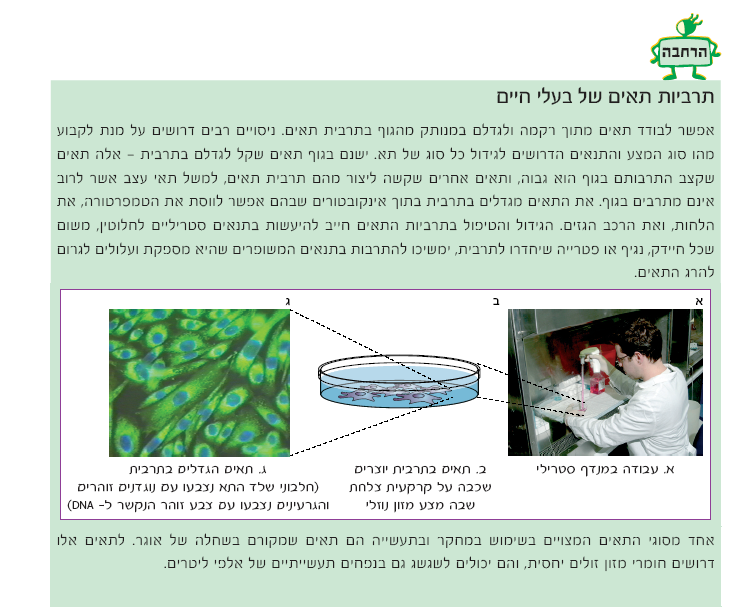 הרחבה
תרביות תאים של בעלי חיים
אפשר לבודד תאים מתוך רקמה ולגדלם במנותק מהגוף בתרבית תאים. ניסויים רבים דרושים על מנת לקבוע
מהו סוג המצע והתנאים הדרושים לגידול כל סוג של תא. ישנם בגוף תאים שקל לגדלם בתרבית – אלה תאים
שקצב התרבותם בגוף הוא גבוה, ותאים אחרים שקשה ליצור מהם תרבית תאים, למשל תאי עצב אשר לרוב
אינם מתרבים בגוף. את התאים מגדלים בתרבית בתוך אינקובטורים שבהם אפשר לווסת את הטמפרטורה, את
הלחות, ואת הרכב הגזים. הגידול והטיפול בתרביות התאים חייב להיעשות בתנאים סטריליים לחלוטין, משום
שכל חיידק, נגיף או פטרייה שיחדרו לתרבית, ימשיכו להתרבות בתנאים המשופרים שהיא מספקת ועלולים לגרום
להרג התאים.
א
ב
ג
א. עבודה במנדף סטרילי
ב. תאים בתרבית יוצרים
שכבה על קרקעית צלחת
שבה מצע מזון נוזלי
ג. תאים הגדלים בתרבית
(חלבוני שלד התא נצבעו עם נוגדנים זוהרים
והגרעינים נצבעו עם צבע זוהר הנקשר ל- DNA)
אחד מסוגי התאים המצויים בשימוש במחקר ובתעשייה הם תאים שמקורם בשחלה של אוגר. לתאים אלו
דרושים חומרי מזון זולים יחסית, והם יכולים לשגשג גם בנפחים תעשייתיים של אלפי ליטרים.